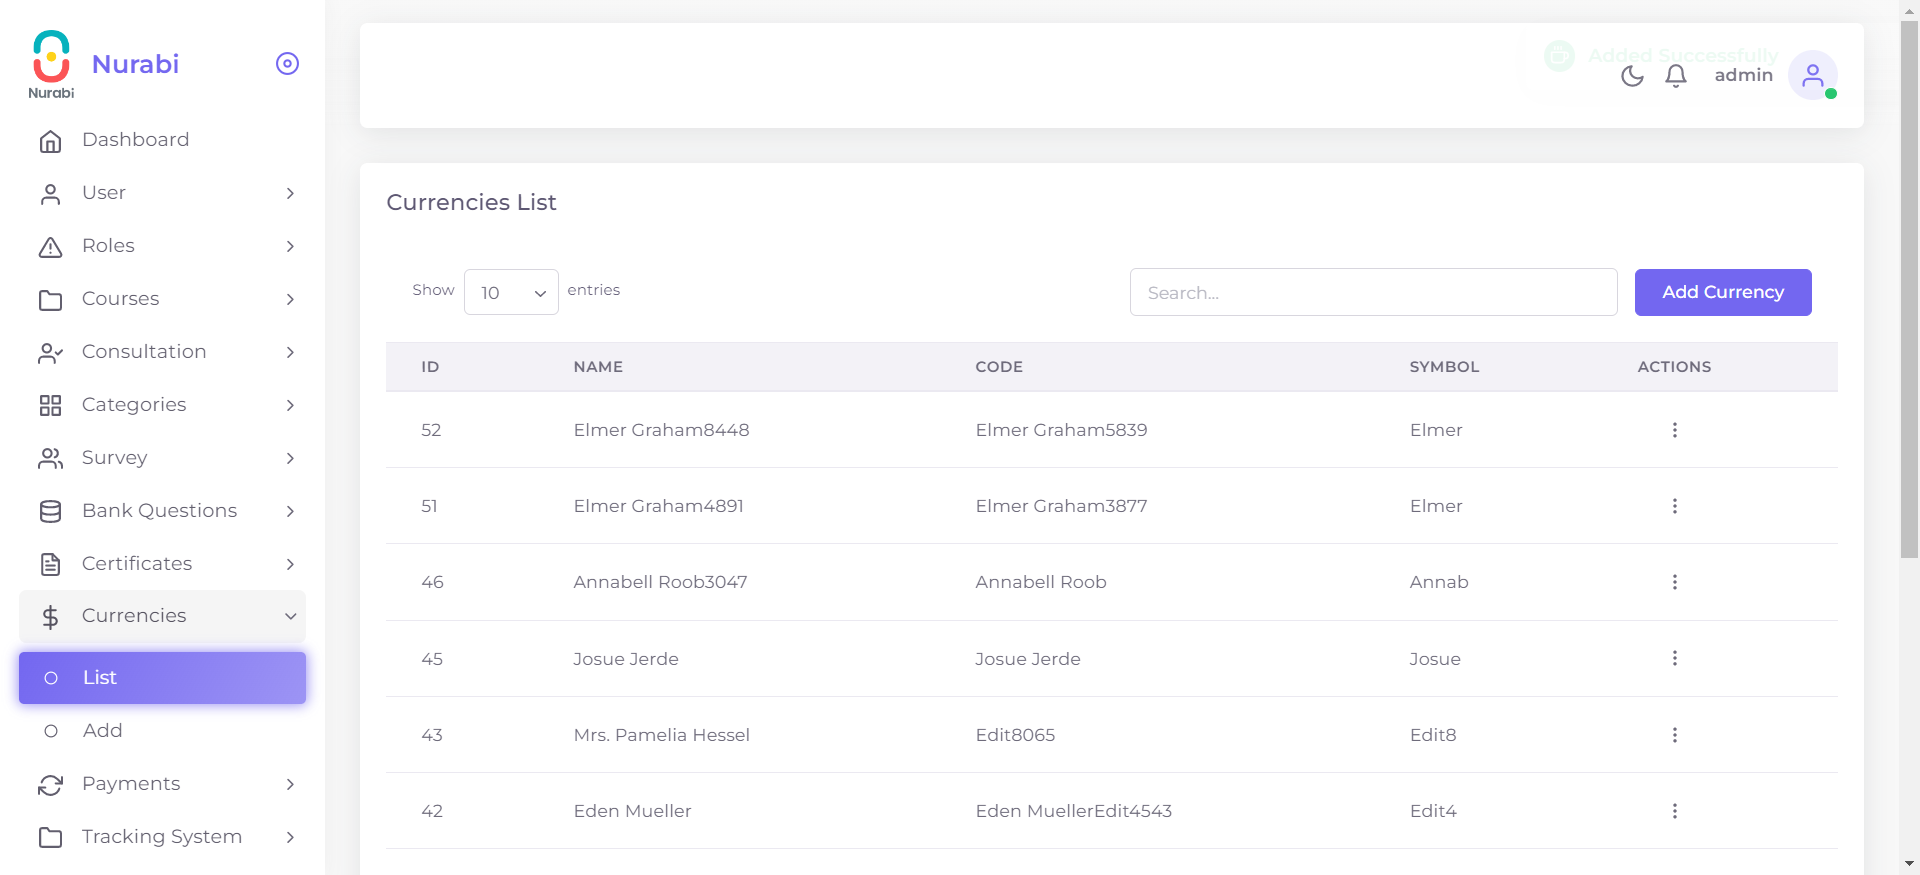 Nurabi
Nurabi
Dashboard
User
Roles
Courses
Consultation
Categories
Survey
Bank Questions
Certificates
Currencies
List
Add
Payments
Tracking System
Added Successfully
admin
Currencies List
Show 10 entries
Search...
Add Currency
ID NAME CODE SYMBOL ACTIONS
52 Elmer Graham8448 Elmer Graham5839 Elmer
51 Elmer Graham4891 Elmer Graham3877 Elmer
46 Annabell Roob3047 Annabell Roob Annab
45 Josue Jerde Josue Jerde Josue
43 Mrs. Pamelia Hessel Edit8065 Edit8
42 Eden Mueller Eden MuellerEdit4543 Edit4